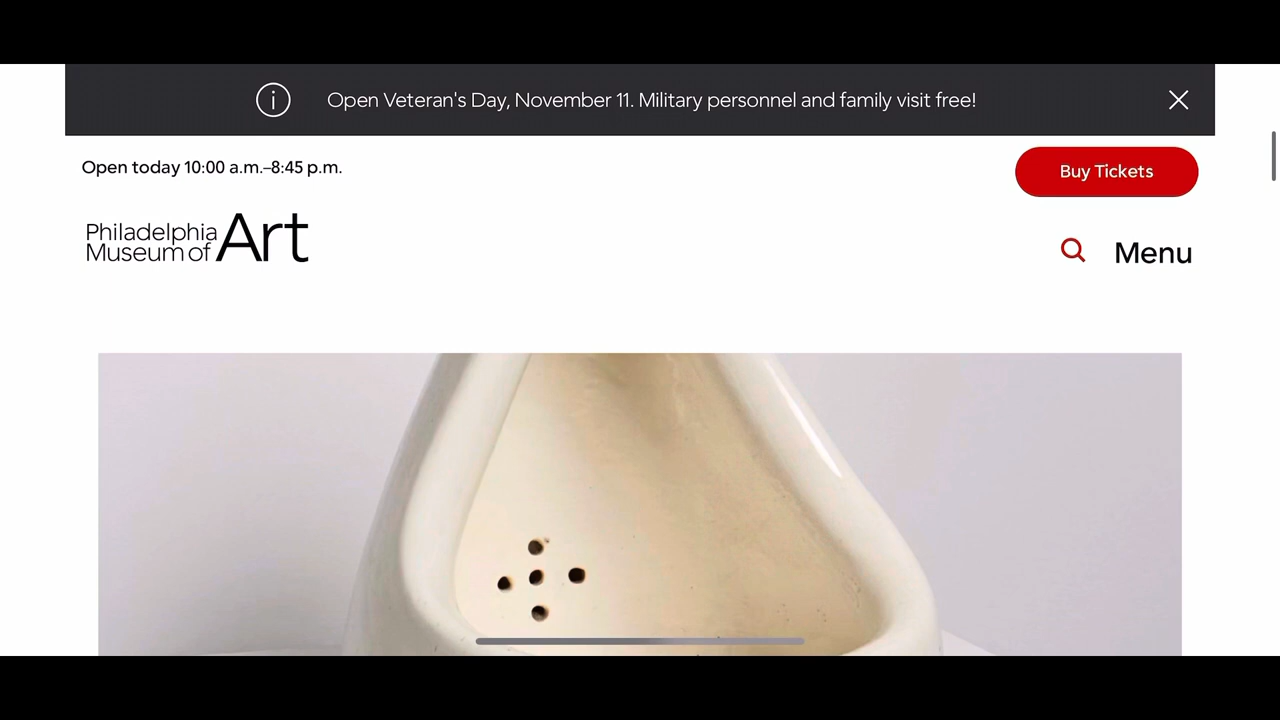 Open Veteran's Day, November 11. Military personnel and family visit free!
Open today 10:00 a.m.–8:45 p.m.
Buy Tickets
Philadelphia
Museum of Art
Menu